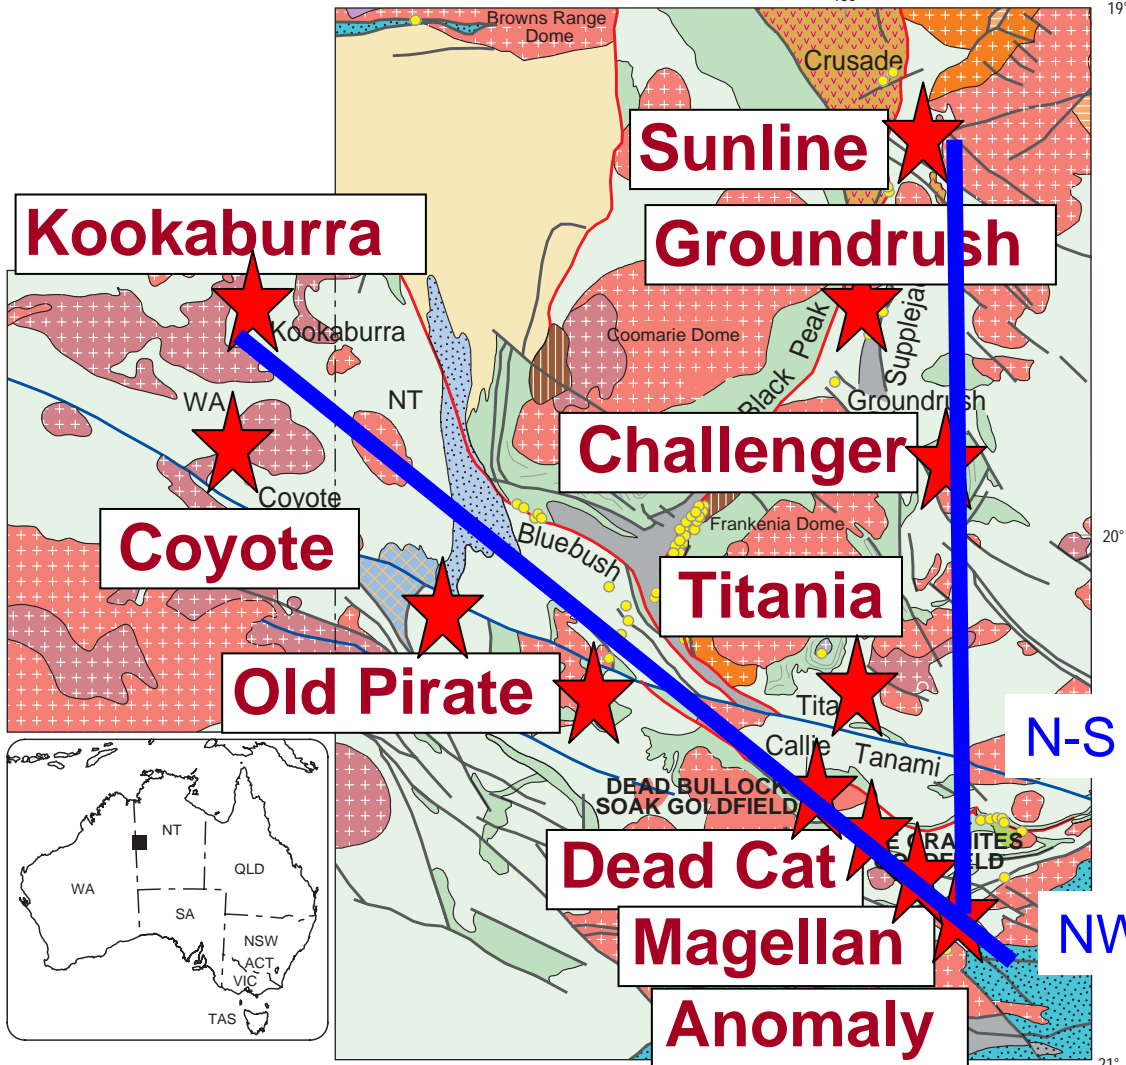 19°
Browns Range
Dome
Crusade
Sunline
Kookaburra
Groundrush
Kookaburra
Coomarie Dome
Black Peak
WA
NT
Groundrush
Challenger
Coyote
Frankenia Dome
20°
Bluebush
Coyote
Titania
Old Pirate
N-S
Callie
Tanami
DEAD BULLOCK
SOAK GOLDFIELD
NT
Dead Cat
WA
QLD
SA
Magellan
NW
NSW
ACT
VIC
TAS
Anomaly
21°